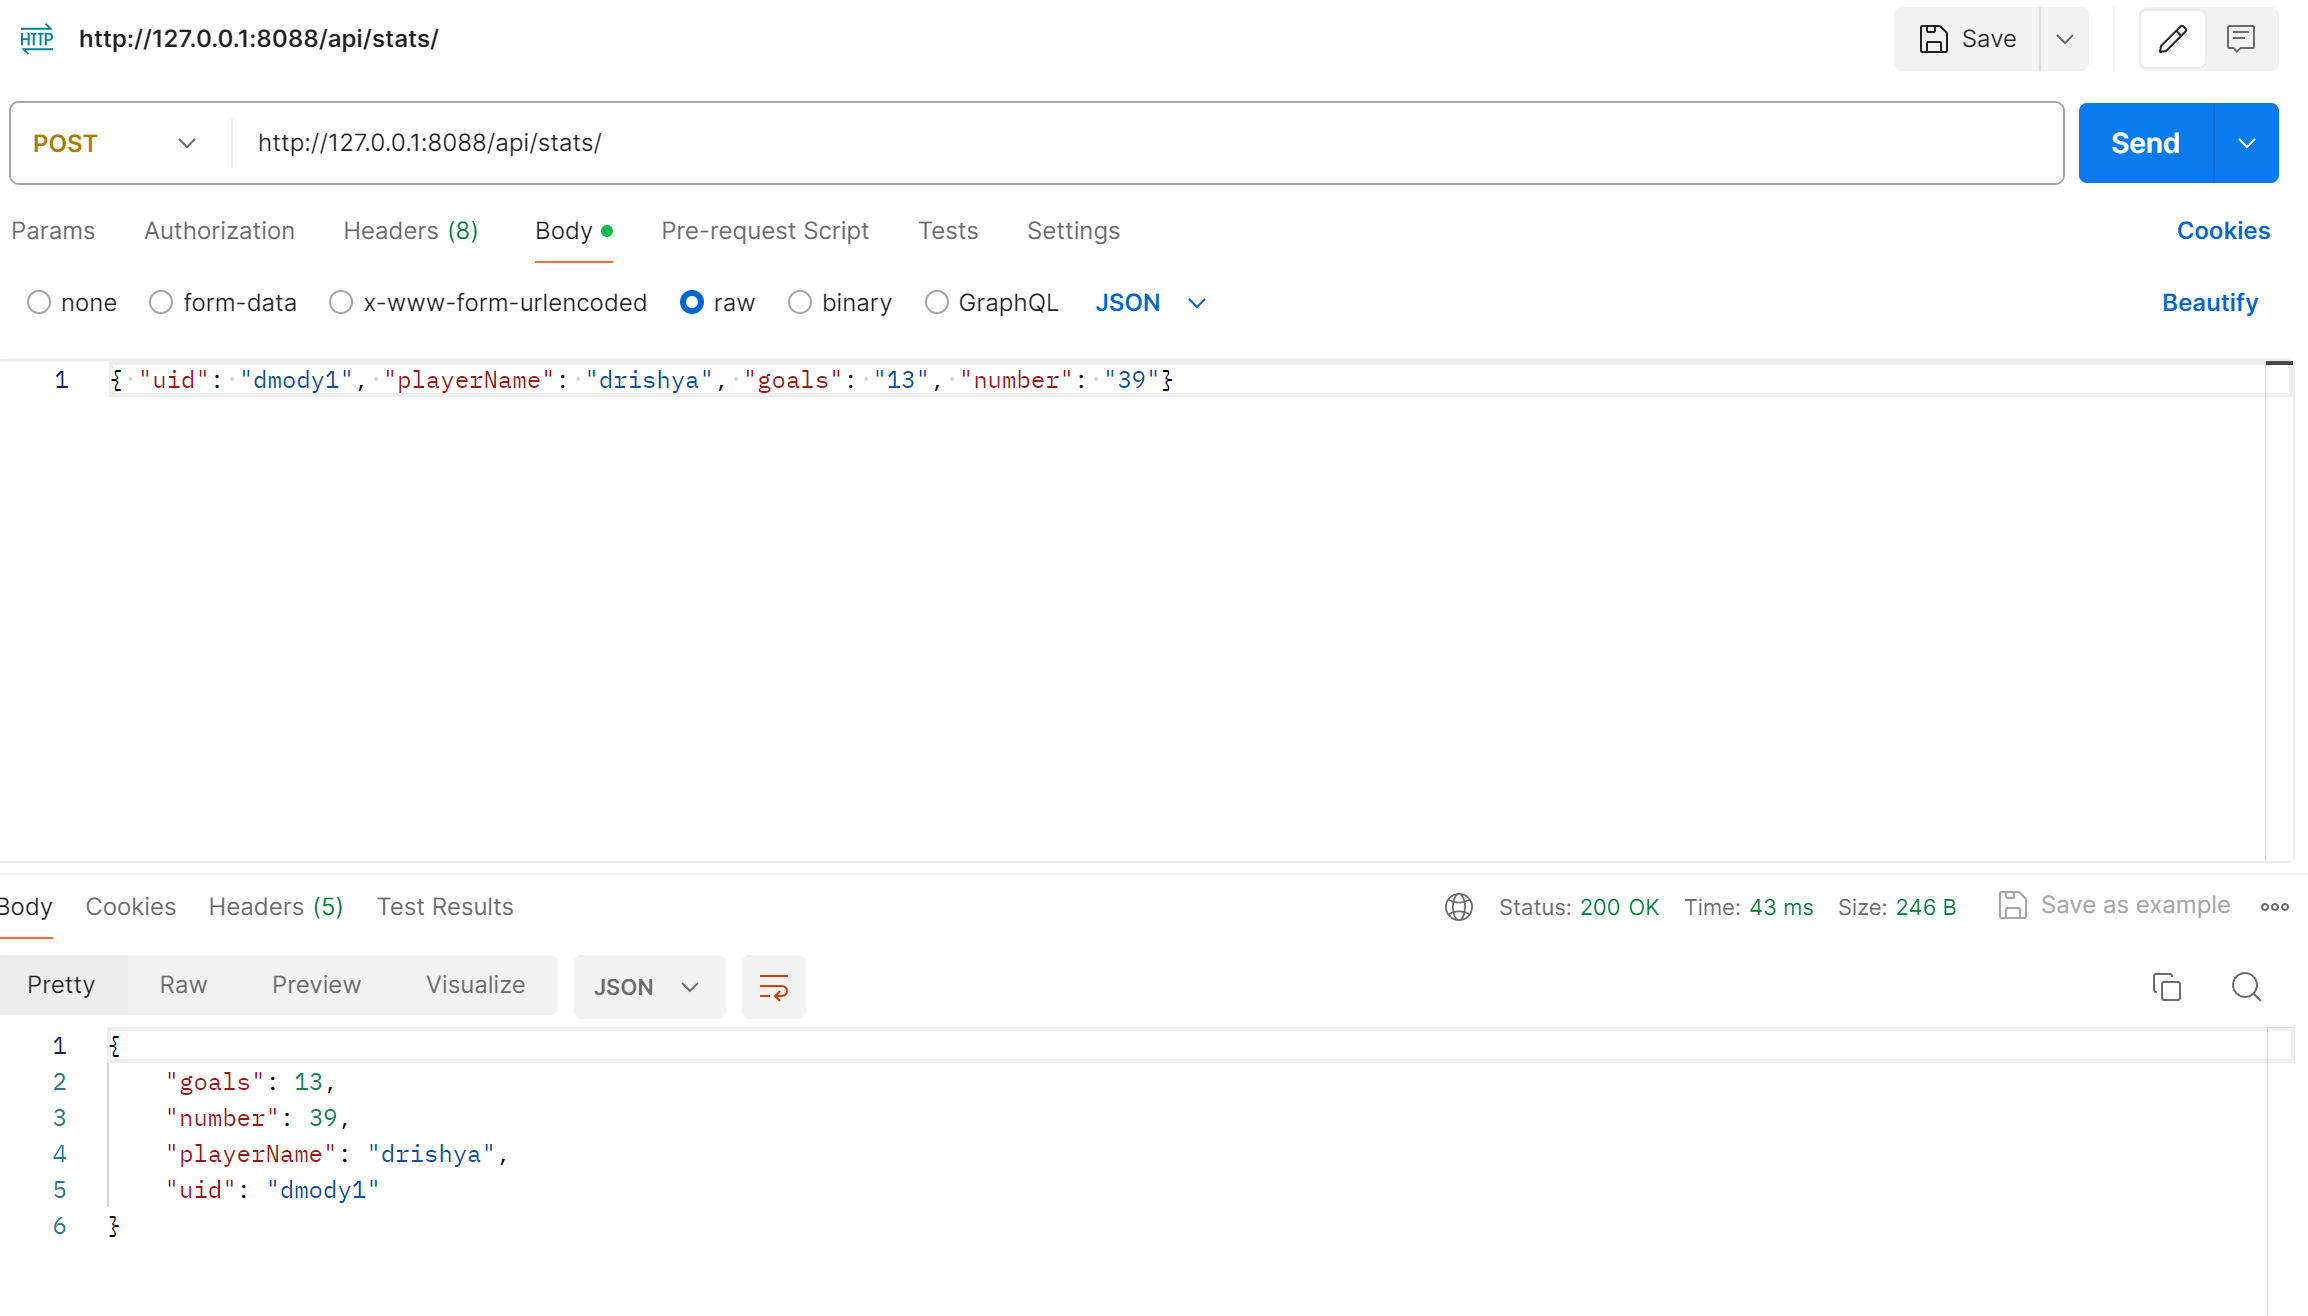 HTTP http://127.0.0.1:8088/api/stats/ Save
POST http://127.0.0.1:8088/api/stats/ Send
Params Authorization Headers (8) Body Pre-request Script Tests Settings Cookies
none form-data x-www-form-urlencoded raw binary GraphQL JSON Beautify
1 { "uid": "dmody1", "playerName": "drishya", "goals": "13", "number": "39"}
Body Cookies Headers (5) Test Results Status: 200 OK Time: 43 ms Size: 246 B Save as example
Pretty Raw Preview Visualize JSON
1 {
2 "goals": 13,
3 "number": 39,
4 "playerName": "drishya",
5 "uid": "dmody1"
6 }